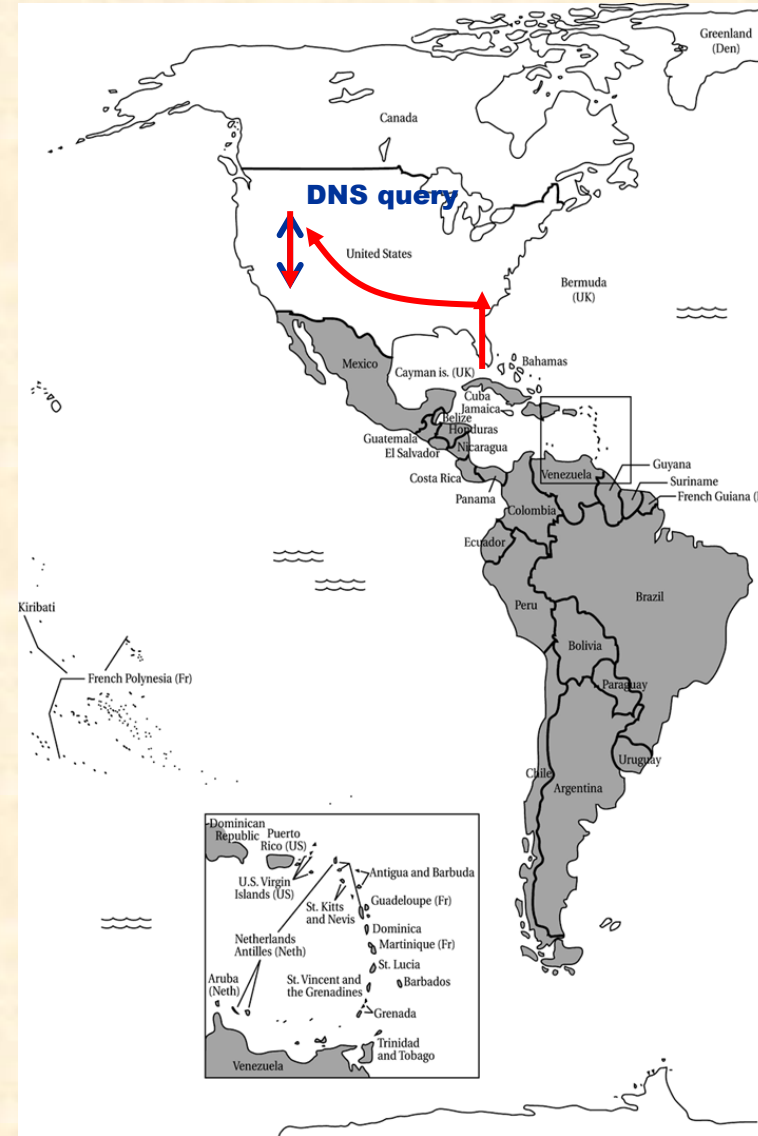 Greenland
(Den)
Canada
DNS query
United States
Bermuda
(UK)
Mexico
Cayman is. (UK)
Bahamas
Cuba
Jamaica
Belize
Honduras
Guatemala
El Salvador
Nicaragua
Costa Rica
Panama
Venezuela
Guyana
Suriname
French Guiana (
Colombia
Ecuador
Peru
Brazil
Kiribati
French Polynesia (Fr)
Bolivia
Paraguay
Uruguay
Chile
Argentina
Dominican
Republic
Puerto
Rico (US)
U.S. Virgin
Islands (US)
Antigua and Barbuda
St. Kitts
and Nevis
Guadeloupe (Fr)
Dominica
Netherlands
Antilles (Neth)
Martinique (Fr)
St. Lucia
Aruba
(Neth)
St. Vincent and
the Grenadines
Barbados
Grenada
Trinidad
and Tobago
Venezuela